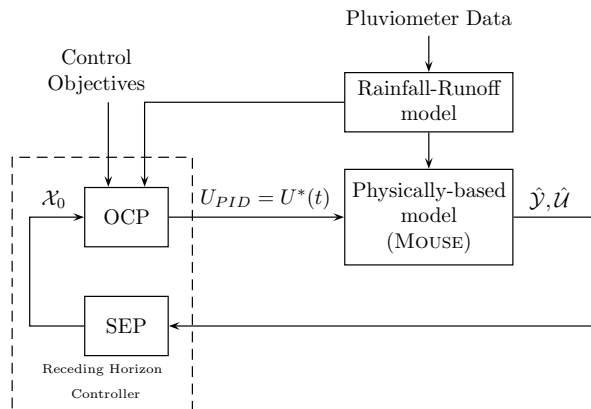 Pluviometer Data
Control
Objectives
Rainfall-Runoff
model
𝒳₀
OCP
U_{PID} = U*(t)
Physically-based
model
(MOUSE)
𝒴̂,𝒰̂
SEP
Receding Horizon
Controller